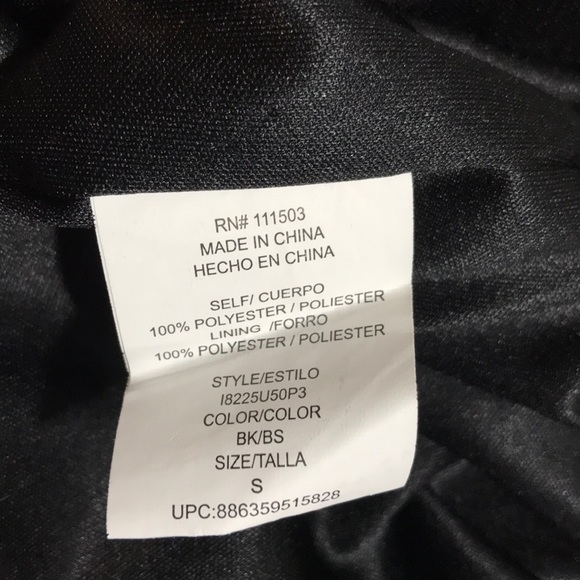 RN# 111503
MADE IN CHINA
HECHO EN CHINA
SELF/ CUERPO
100% POLYESTER / POLIESTER
LINING /FORRO
100% POLYESTER / POLIESTER
STYLE/ESTILO
I8225U50P3
COLOR/COLOR
BK/BS
SIZE/TALLA
S
UPC:886359515828